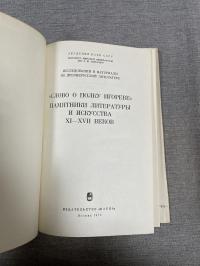 АКАДЕМИЯ НАУК СССР
ИССЛЕДОВАНИЯ И МАТЕРИАЛЫ
ПО ДРЕВНЕРУССКОЙ ЛИТЕРАТУРЕ
«СЛОВО О ПОЛКУ ИГОРЕВЕ»
ПАМЯТНИКИ ЛИТЕРАТУРЫ
И ИСКУССТВА
XI—XVII ВЕКОВ
ИЗДАТЕЛЬСТВО «НАУКА»
Москва 1978